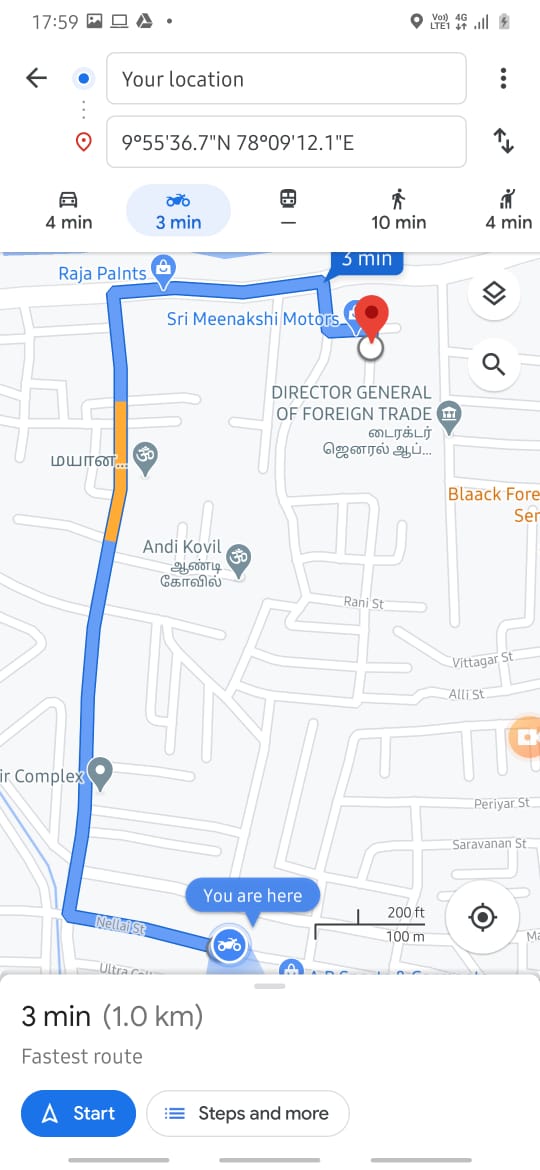 17:59
Vo)) 4G
LTE1
Your location
9°55'36.7"N 78°09'12.1"E
4 min
3 min
—
10 min
4 min
3 min
Raja PaInts
Sri Meenakshi Motors
DIRECTOR GENERAL
OF FOREIGN TRADE
டைரக்டர்
ஜெனரல் ஆப்...
மயான...
Blaack Fore
Ser
Andi Kovil
ஆண்டி
கோவில்
Rani St
Vittagar St
Alli St
ir Complex
Periyar St
Saravanan St
You are here
200 ft
100 m
Nellai St
Ma
Ultra Coll
3 min (1.0 km)
Fastest route
Start
Steps and more